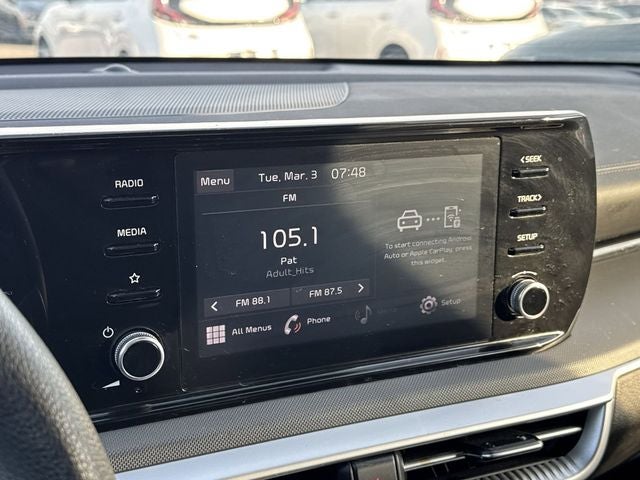 RADIO
MEDIA
Menu
Tue, Mar. 3 07:48
FM
105.1
Pat
Adult_Hits
< FM 88.1
FM 87.5 >
To start connecting Android
Auto or Apple CarPlay, press
this widget.
All Menus
Phone
Setup
<SEEK
TRACK>
SETUP